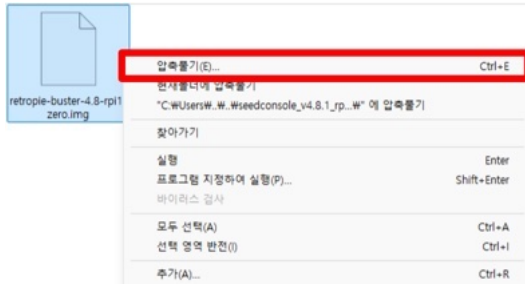 retropie-buster-4.8-rpi1
zero.img
압축풀기(E)... Ctrl+E
현재폴더에 압축풀기
"C:₩Users₩..₩..₩seedconsole_v4.8.1_rp...₩" 에 압축풀기
찾아가기
실행 Enter
프로그램 지정하여 실행(P)... Shift+Enter
바이러스 검사
모두 선택(A) Ctrl+A
선택 영역 반전(I) Ctrl+I
추가(A)... Ctrl+R